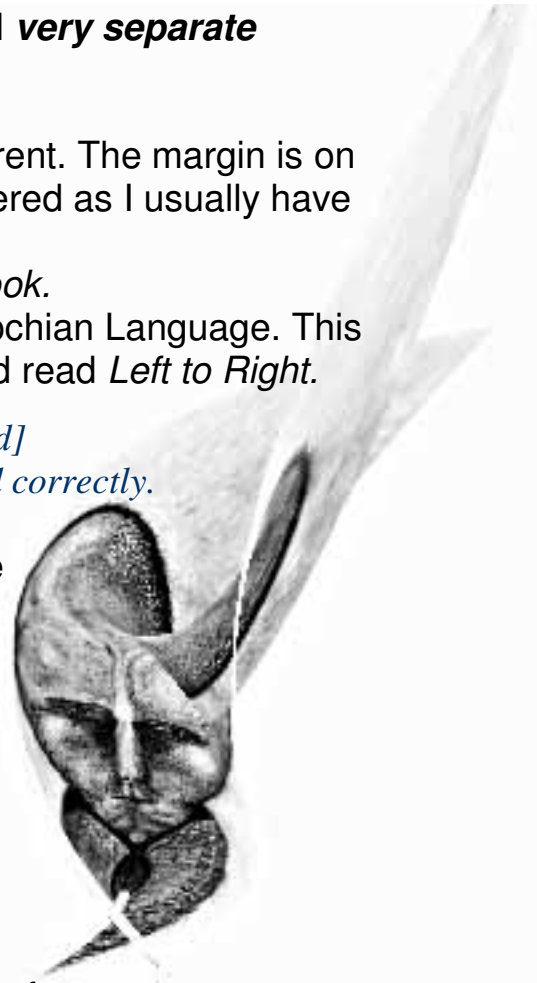 very separate
rent. The margin is on
ered as I usually have
ok.
ochian Language. This
d read Left to Right.
d]
l correctly.
e